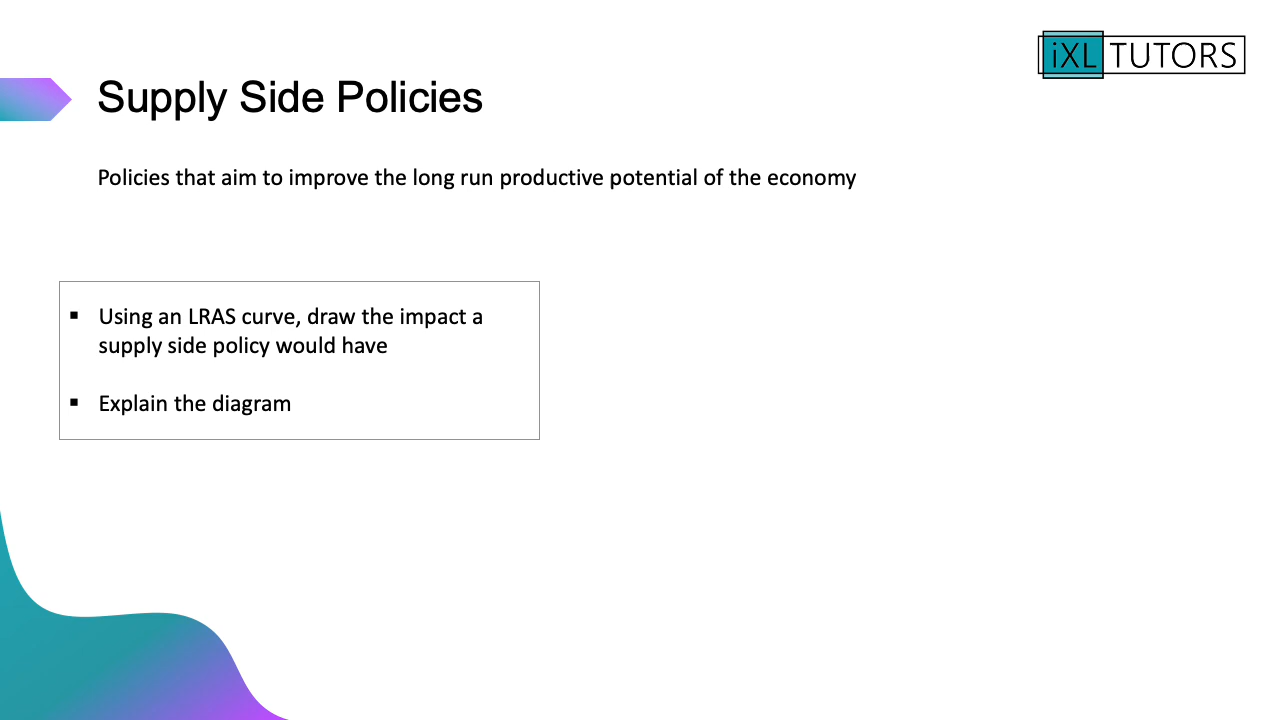 iXL TUTORS
Supply Side Policies
Policies that aim to improve the long run productive potential of the economy
▪ Using an LRAS curve, draw the impact a
supply side policy would have
▪ Explain the diagram